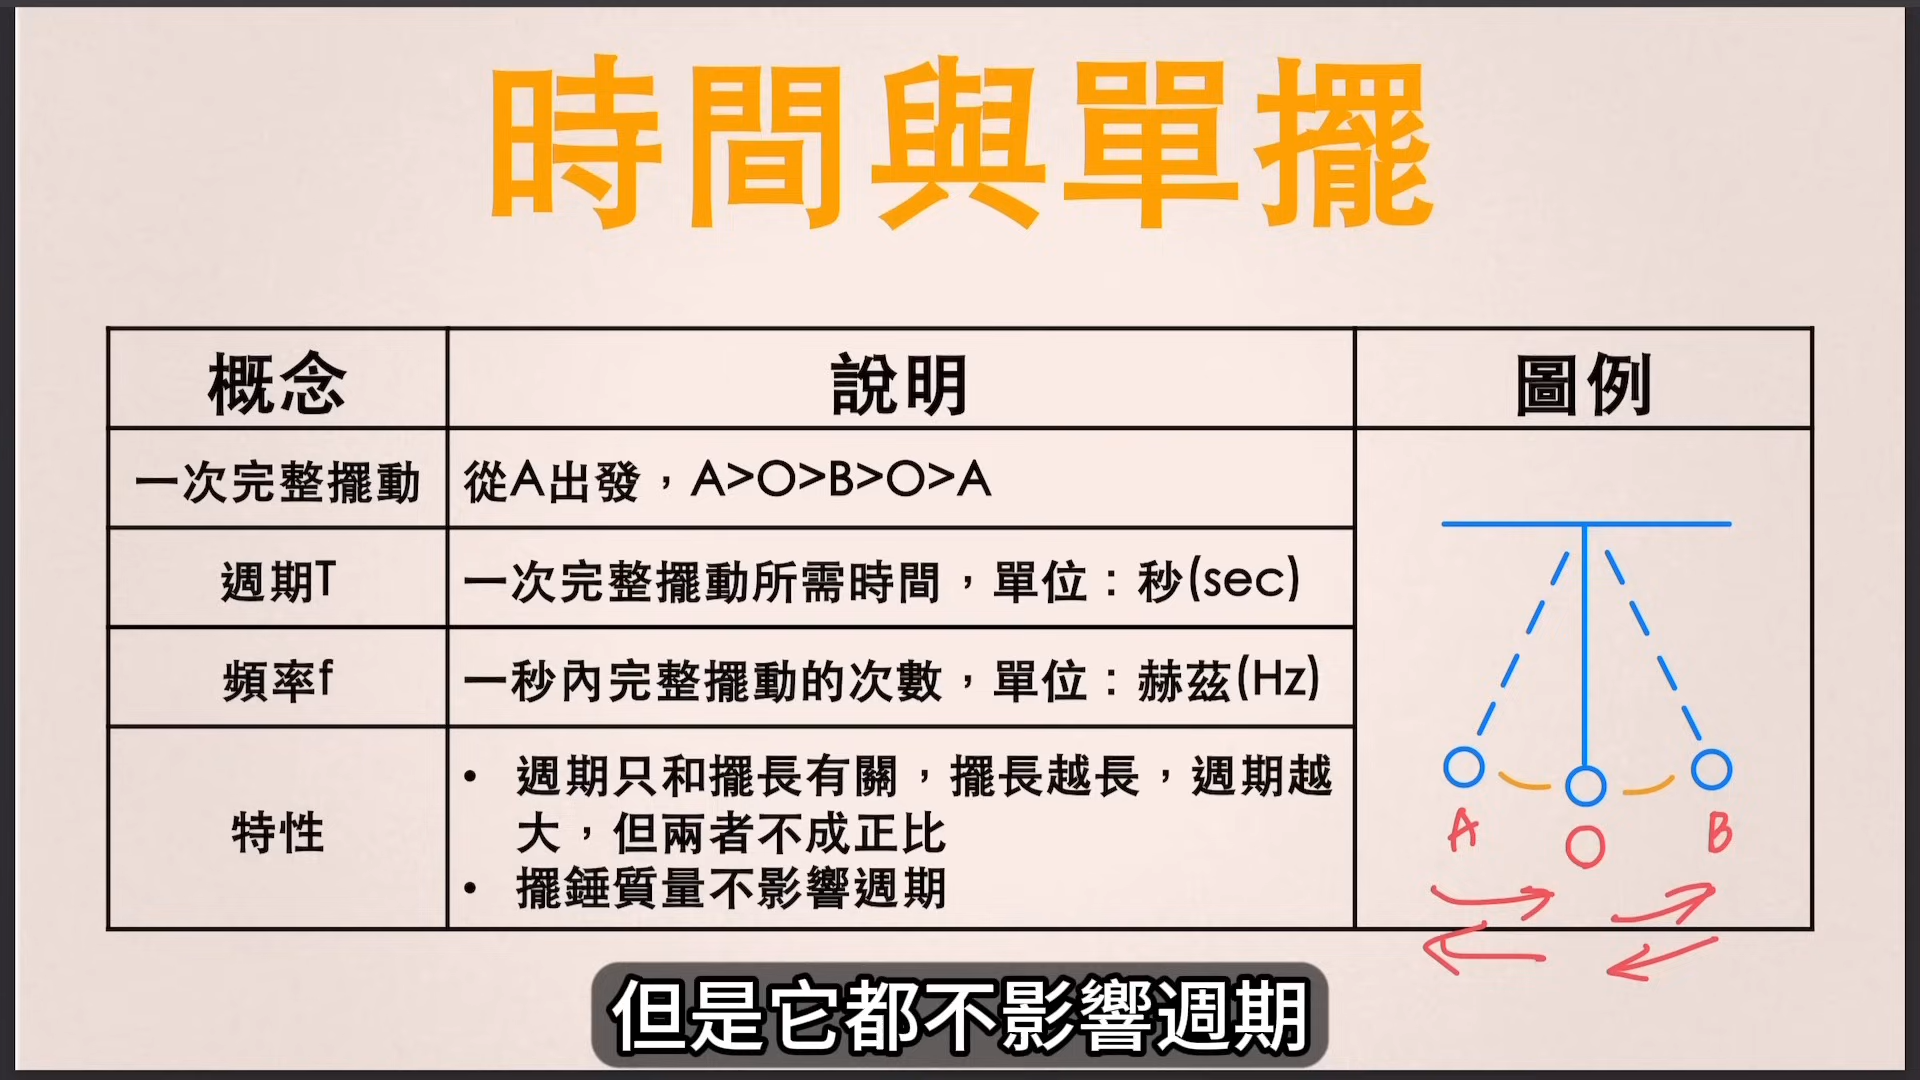 時間與單擺
概念
說明
圖例
一次完整擺動
從A出發，A>O>B>O>A
週期T
一次完整擺動所需時間，單位：秒(sec)
頻率f
一秒內完整擺動的次數，單位：赫茲(Hz)
特性
• 週期只和擺長有關，擺長越長，週期越
大，但兩者不成正比
• 擺錘質量不影響週期
A
O
B
但是它都不影響週期